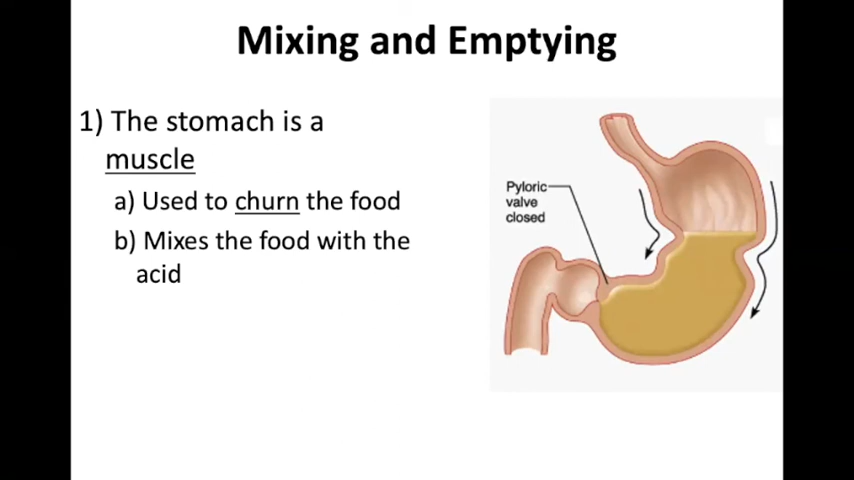 Mixing and Emptying
1) The stomach is a
muscle
a) Used to churn the food
b) Mixes the food with the
acid
Pyloric
valve
closed